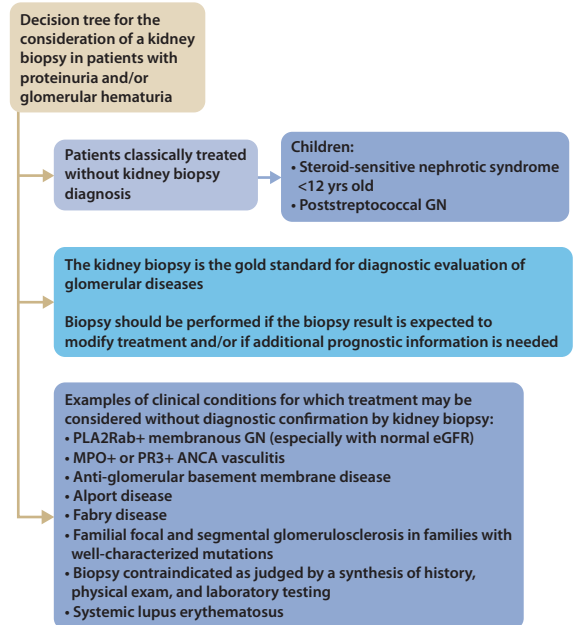 Decision tree for the
consideration of a kidney
biopsy in patients with
proteinuria and/or
glomerular hematuria
Patients classically treated
without kidney biopsy
diagnosis
Children:
• Steroid-sensitive nephrotic syndrome
<12 yrs old
• Poststreptococcal GN
The kidney biopsy is the gold standard for diagnostic evaluation of
glomerular diseases
Biopsy should be performed if the biopsy result is expected to
modify treatment and/or if additional prognostic information is needed
Examples of clinical conditions for which treatment may be
considered without diagnostic confirmation by kidney biopsy:
• PLA2Rab+ membranous GN (especially with normal eGFR)
• MPO+ or PR3+ ANCA vasculitis
• Anti-glomerular basement membrane disease
• Alport disease
• Fabry disease
• Familial focal and segmental glomerulosclerosis in families with
well-characterized mutations
• Biopsy contraindicated as judged by a synthesis of history,
physical exam, and laboratory testing
• Systemic lupus erythematosus